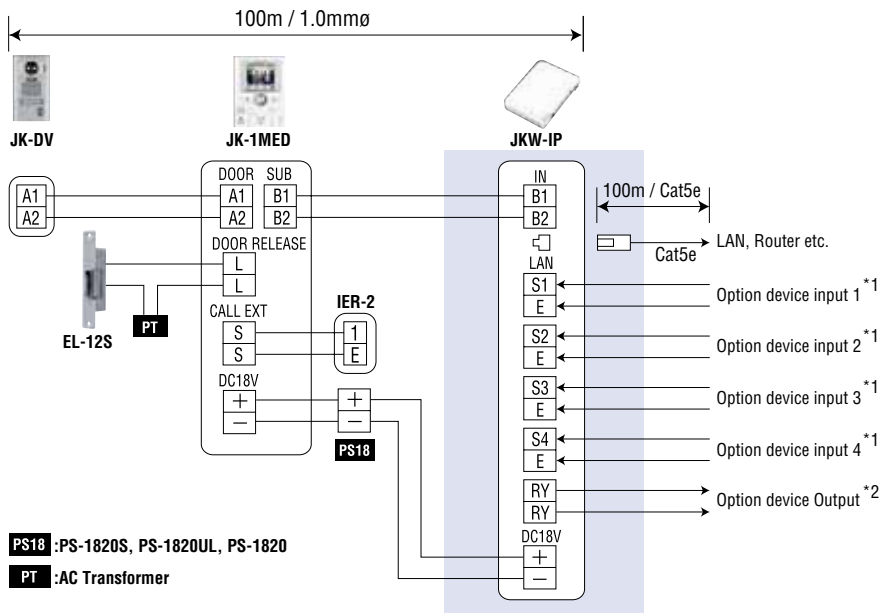 100m / 1.0mmø
JK-DV
JK-1MED
JKW-IP
DOOR SUB
IN
A1
A2
A1
A2
B1
B2
B1
B2
100m / Cat5e
Cat5e
LAN, Router etc.
LAN
DOOR RELEASE
L
L
EL-12S
PT
CALL EXT
S
S
IER-2
1
E
DC18V
+
−
+
−
PS18
S1
E
Option device input 1 *1
S2
E
Option device input 2 *1
S3
E
Option device input 3 *1
S4
E
Option device input 4 *1
RY
RY
Option device Output *2
DC18V
+
−
PS18 :PS-1820S, PS-1820UL, PS-1820
PT :AC Transformer